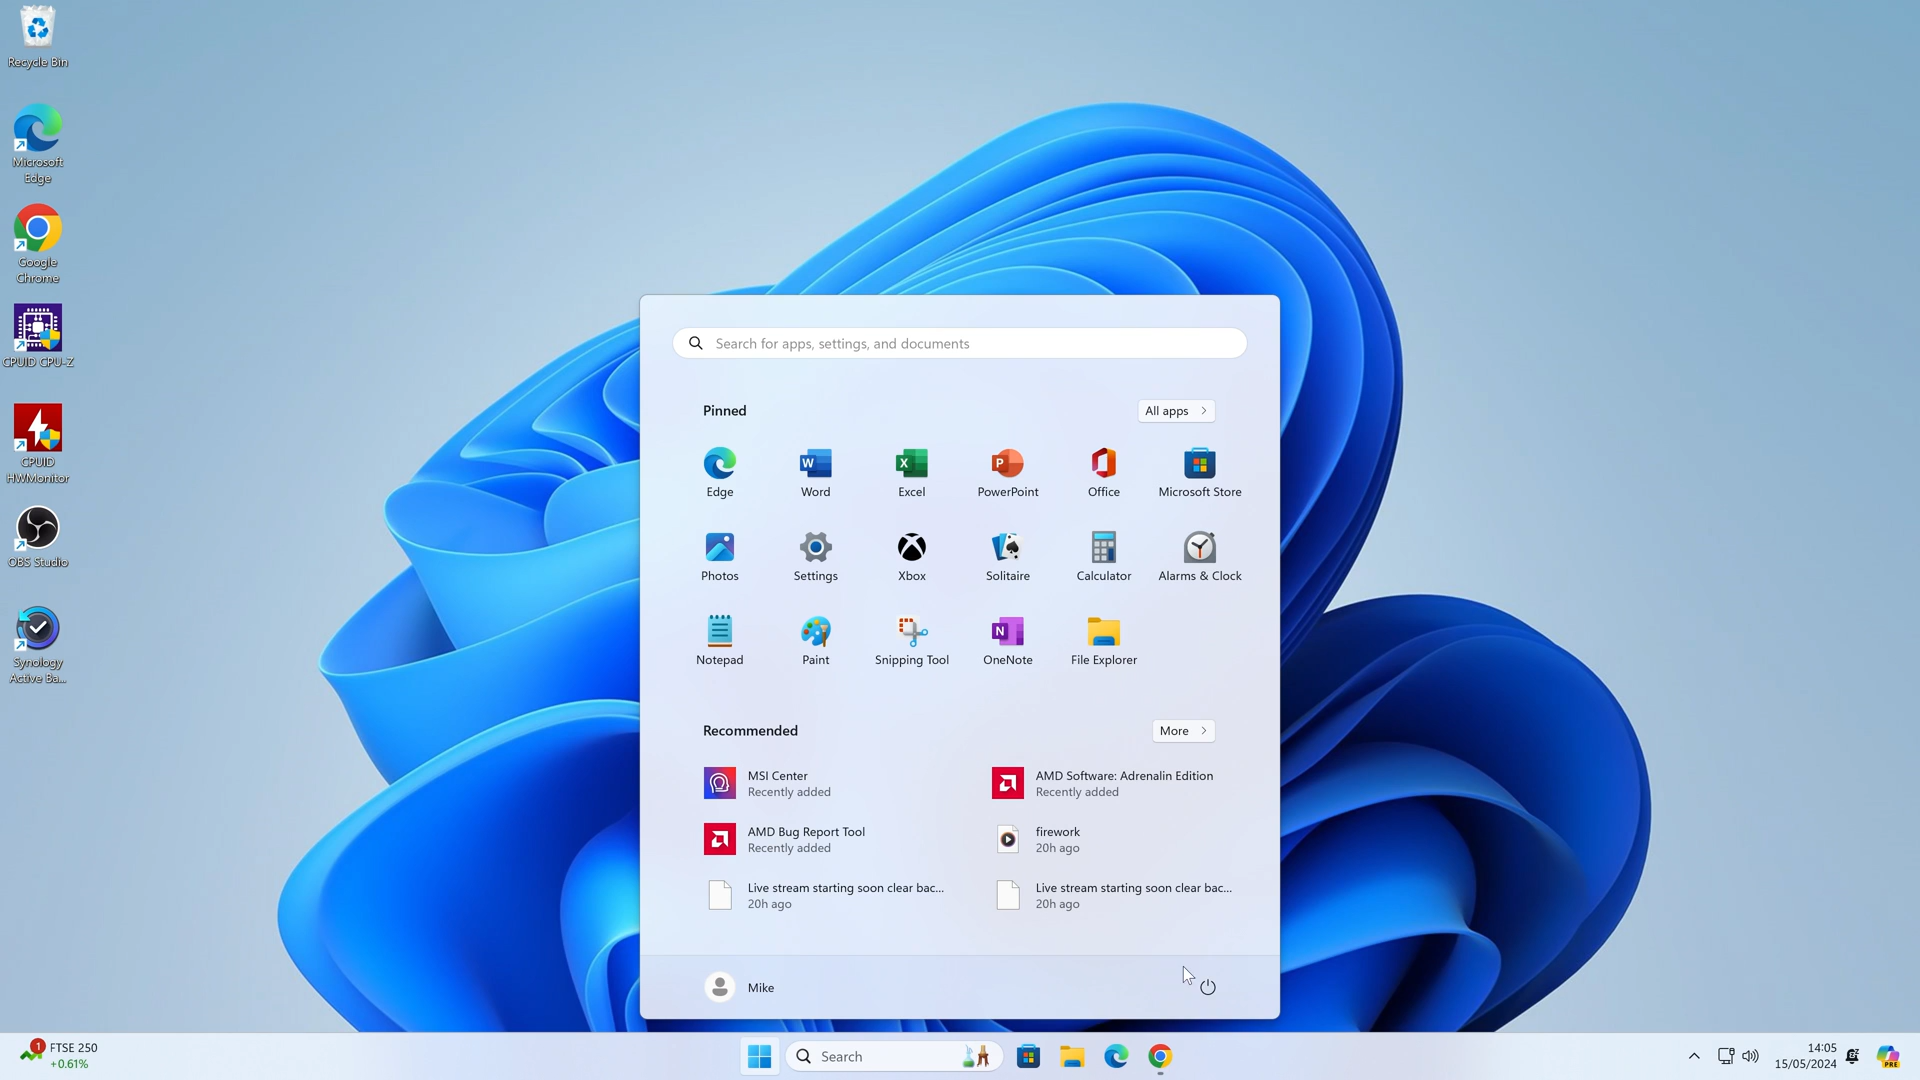 Recycle Bin
Microsoft
Edge
Google
Chrome
CPUID CPU-Z
CPUID
HWMonitor
OBS Studio
Synology
Active Ba...
Search for apps, settings, and documents
Pinned
All apps
Edge
Word
Excel
PowerPoint
Office
Microsoft Store
Photos
Settings
Xbox
Solitaire
Calculator
Alarms & Clock
Notepad
Paint
Snipping Tool
OneNote
File Explorer
Recommended
More
MSI Center
Recently added
AMD Software: Adrenalin Edition
Recently added
AMD Bug Report Tool
Recently added
firework
20h ago
Live stream starting soon clear bac...
20h ago
Live stream starting soon clear bac...
20h ago
Mike
1
FTSE 250
+0.61%
Search
14:05
15/05/2024
PRE